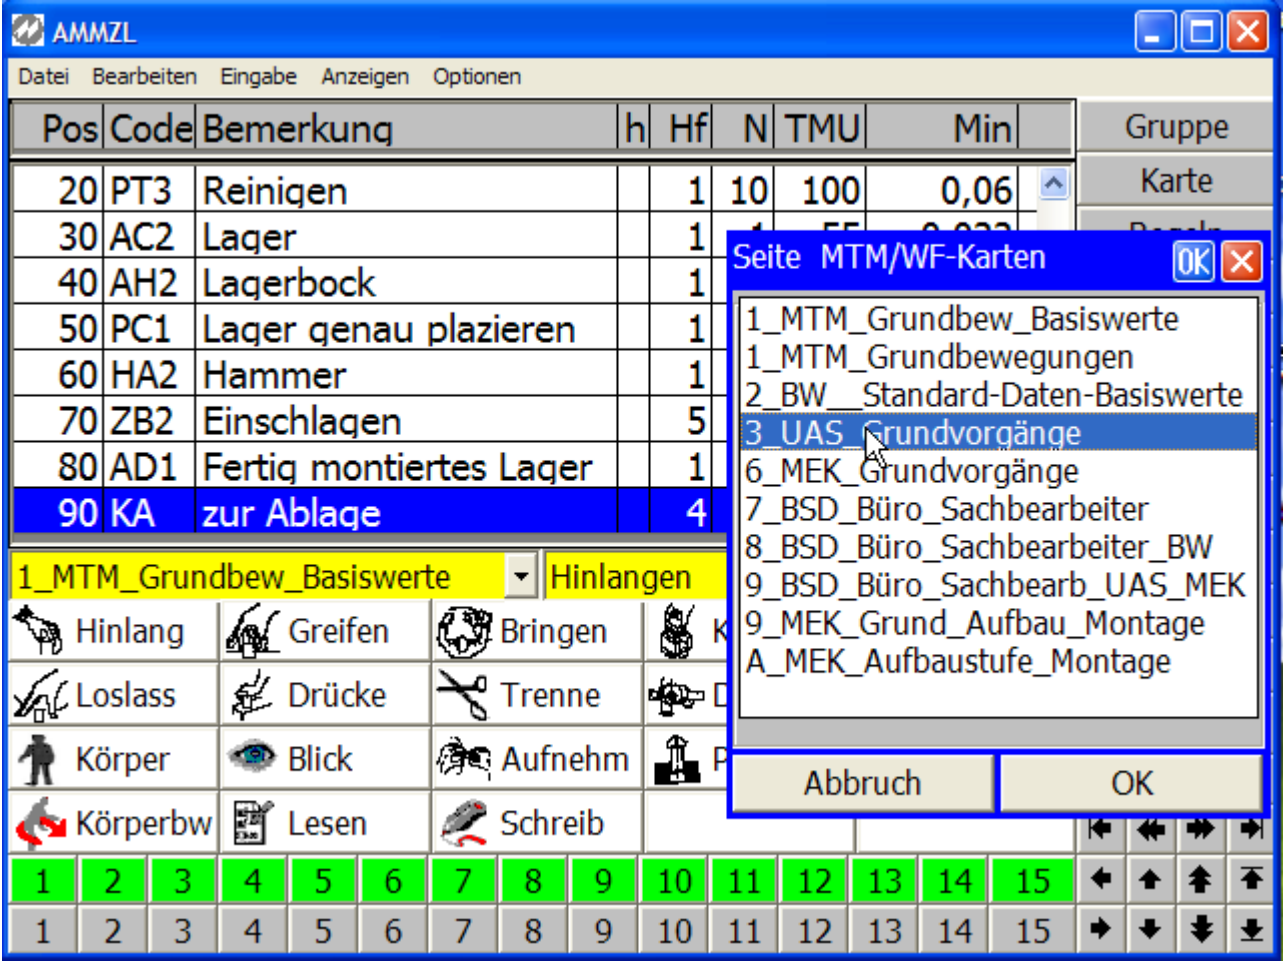 AMMZL
Datei Bearbeiten Eingabe Anzeigen Optionen
Pos Code Bemerkung h Hf N TMU Min Gruppe
Karte
20 PT3 Reinigen 1 10 100 0,06
30 AC2 Lager 1
40 AH2 Lagerbock 1
50 PC1 Lager genau plazieren 1
60 HA2 Hammer 1
70 ZB2 Einschlagen 5
80 AD1 Fertig montiertes Lager 1
90 KA zur Ablage 4
Seite MTM/WF-Karten OK
1_MTM_Grundbew_Basiswerte
1_MTM_Grundbewegungen
2_BW__Standard-Daten-Basiswerte
3_UAS_Grundvorgänge
6_MEK_Grundvorgänge
7_BSD_Büro_Sachbearbeiter
8_BSD_Büro_Sachbearbeiter_BW
9_BSD_Büro_Sachbearb_UAS_MEK
9_MEK_Grund_Aufbau_Montage
A_MEK_Aufbaustufe_Montage
Abbruch OK
1_MTM_Grundbew_Basiswerte Hinlangen
Hinlang Greifen Bringen
Loslass Drücke Trenne
Körper Blick Aufnehm
Körperbw Lesen Schreib
1 2 3 4 5 6 7 8 9 10 11 12 13 14 15
1 2 3 4 5 6 7 8 9 10 11 12 13 14 15